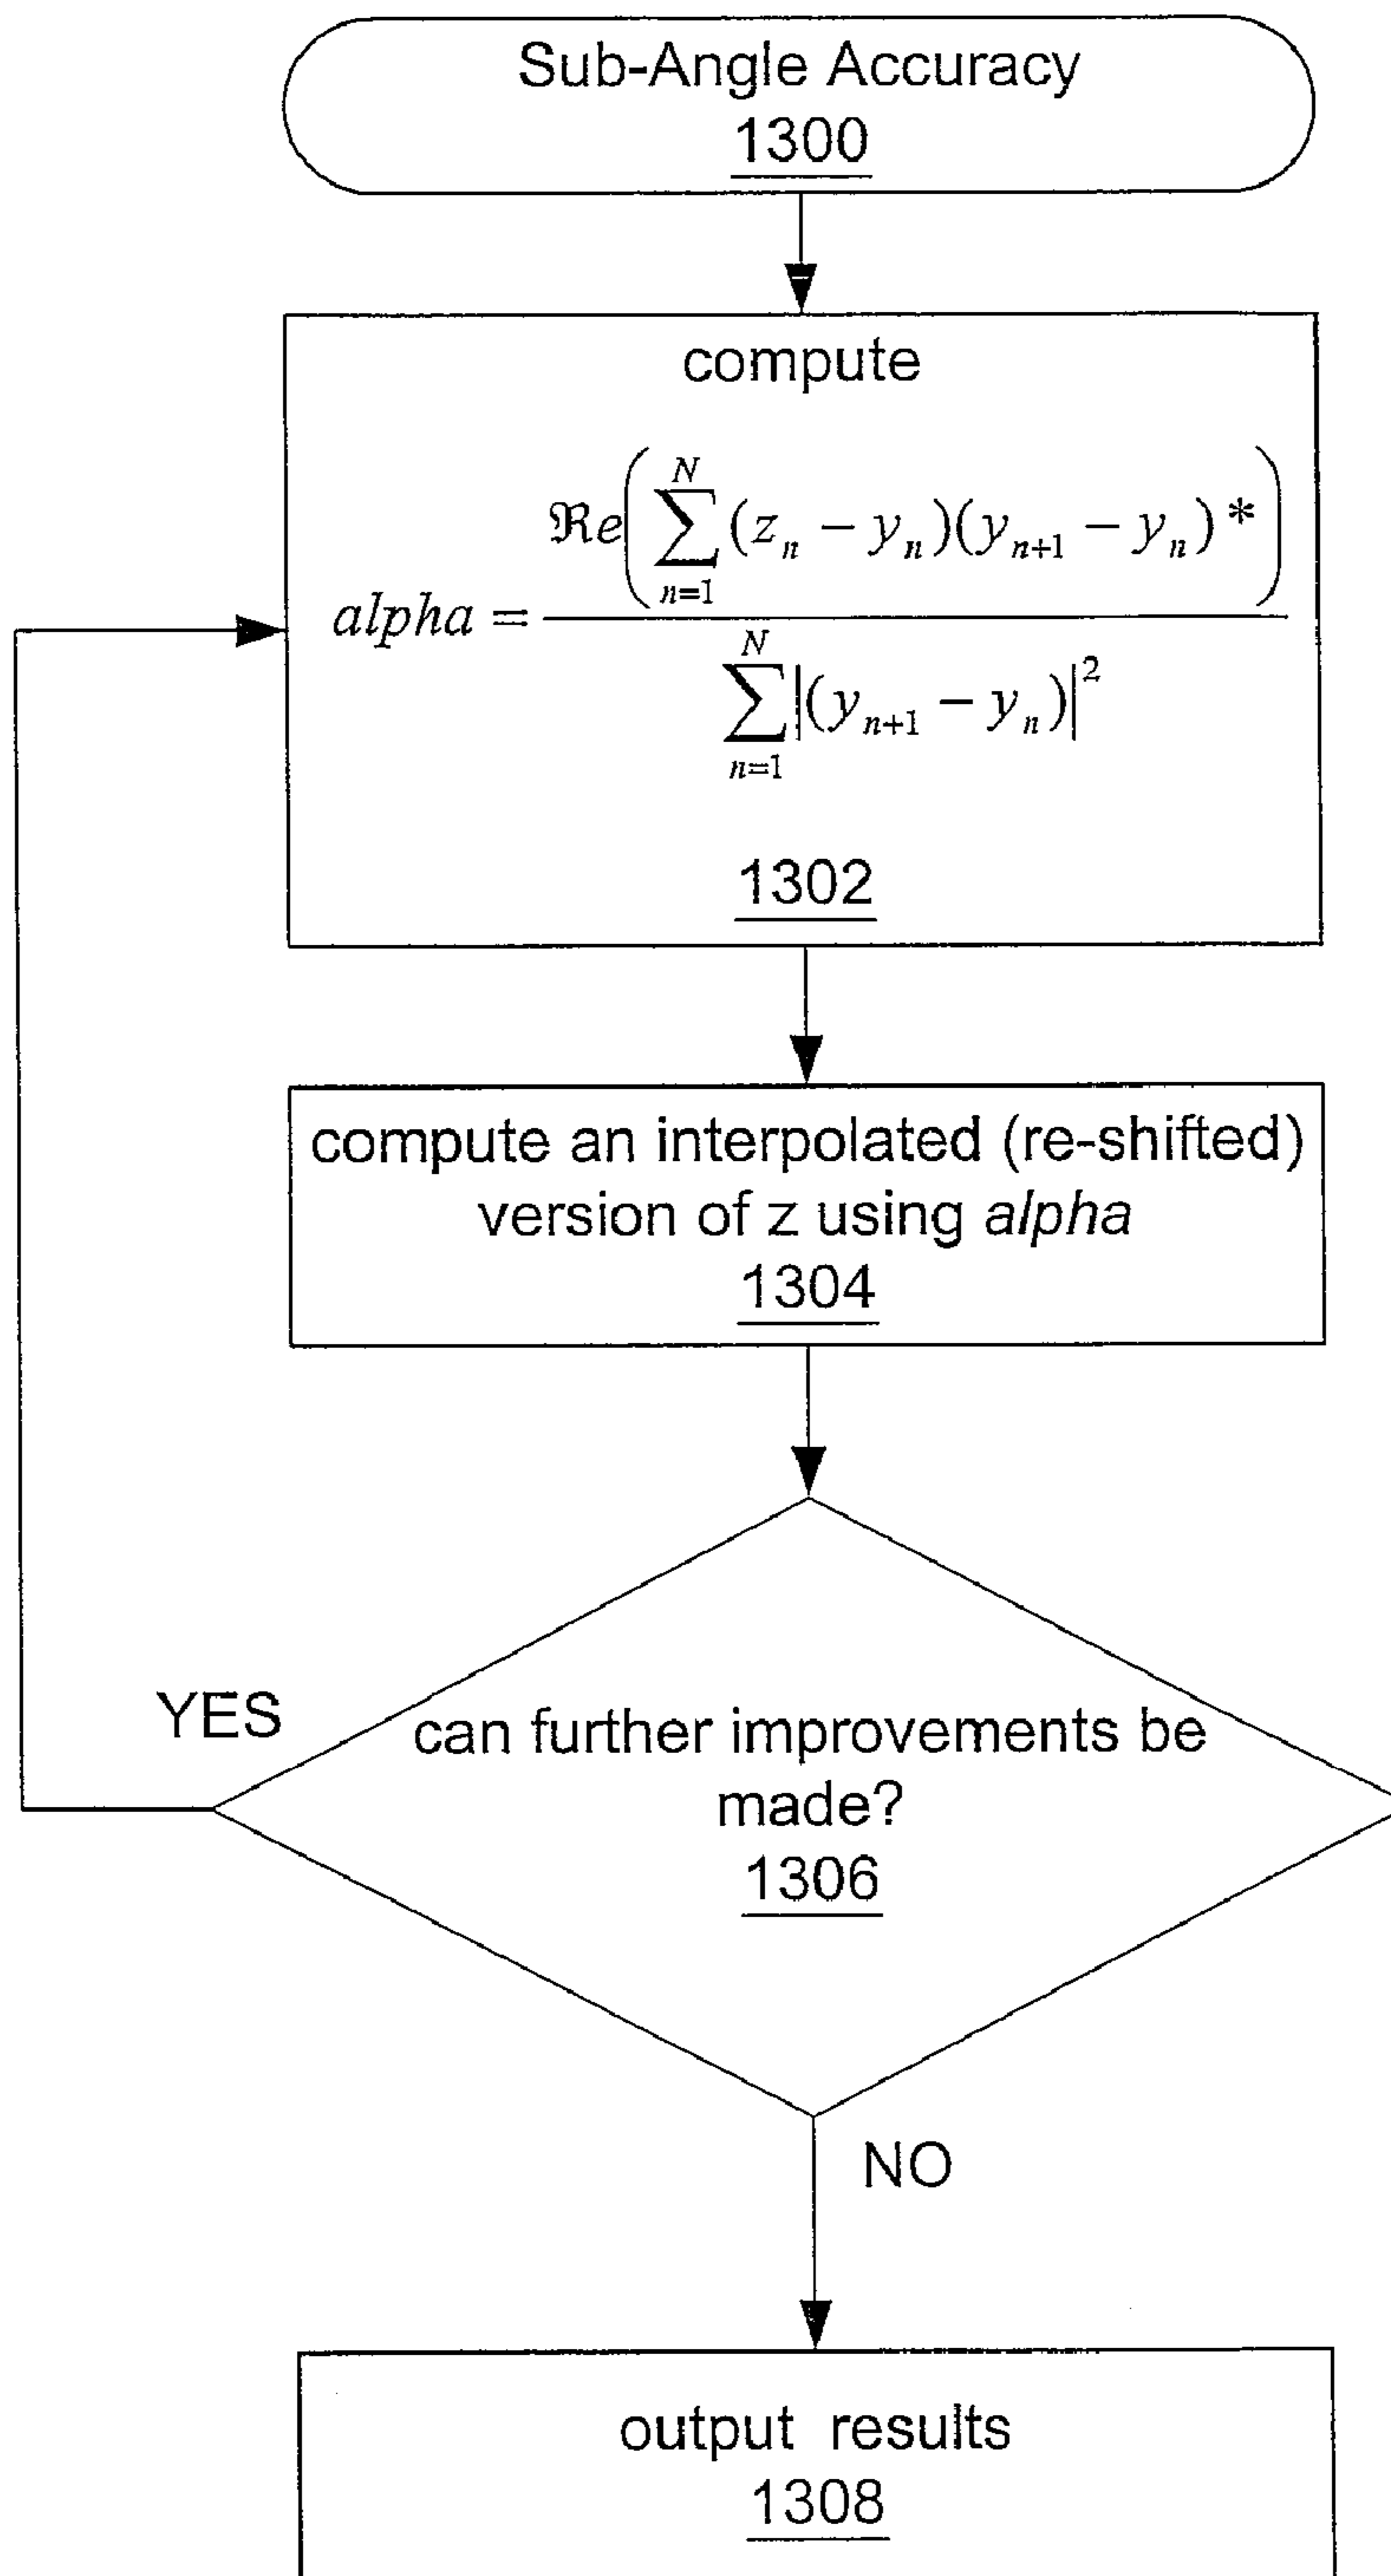 Sub-Angle Accuracy
1300
compute
alpha = ℜe(∑_{n=1}^{N} (z_n − y_n)(y_{n+1} − y_n)*) / ∑_{n=1}^{N} |(y_{n+1} − y_n)|^2
1302
compute an interpolated (re-shifted)
version of z using alpha
1304
YES
can further improvements be
made?
1306
NO
output results
1308